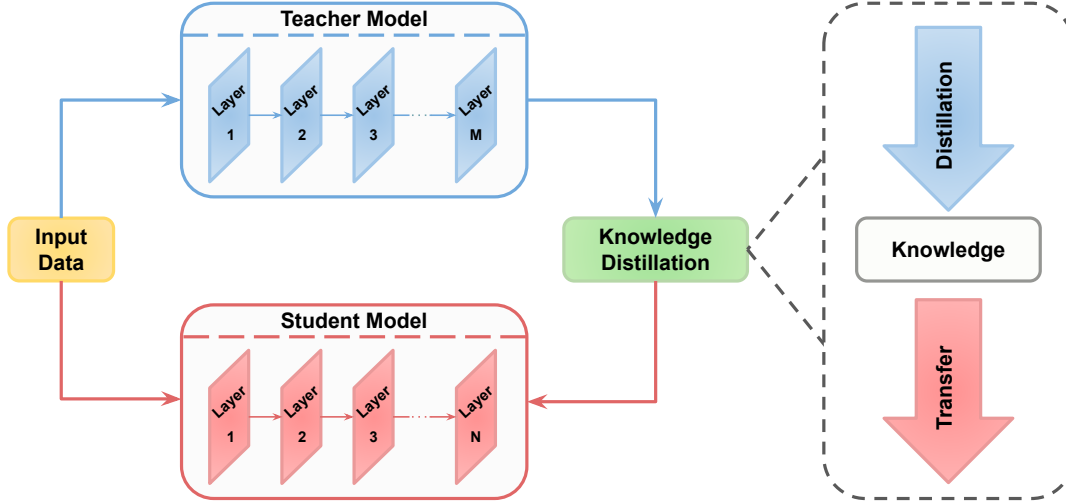 Teacher Model
Layer
1
Layer
2
Layer
3
Layer
M
Input
Data
Knowledge
Distillation
Student Model
Layer
1
Layer
2
Layer
3
Layer
N
Distillation
Knowledge
Transfer